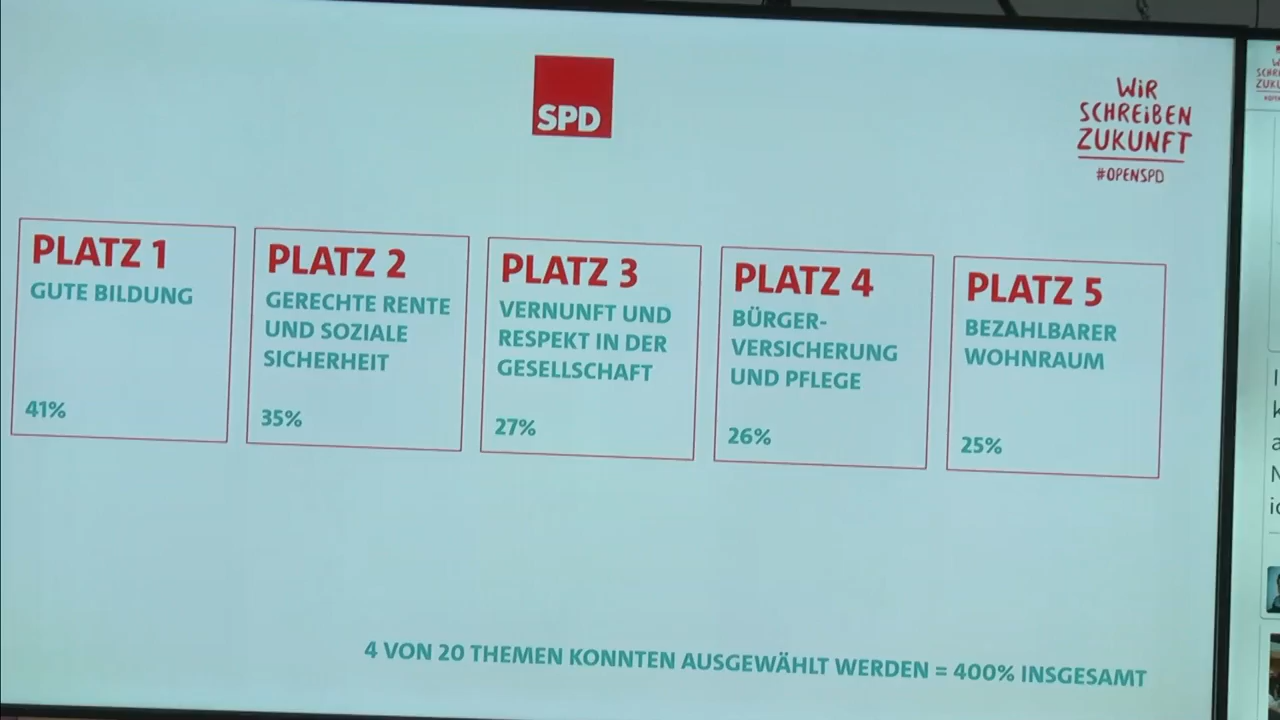 SPD
WiR
SCHREiBEN
ZUKUNFT
#OPENSPD
PLATZ 1
GUTE BILDUNG
41%
PLATZ 2
GERECHTE RENTE
UND SOZIALE
SICHERHEIT
35%
PLATZ 3
VERNUNFT UND
RESPEKT IN DER
GESELLSCHAFT
27%
PLATZ 4
BÜRGER-
VERSICHERUNG
UND PFLEGE
26%
PLATZ 5
BEZAHLBARER
WOHNRAUM
25%
4 VON 20 THEMEN KONNTEN AUSGEWÄHLT WERDEN = 400% INSGESAMT